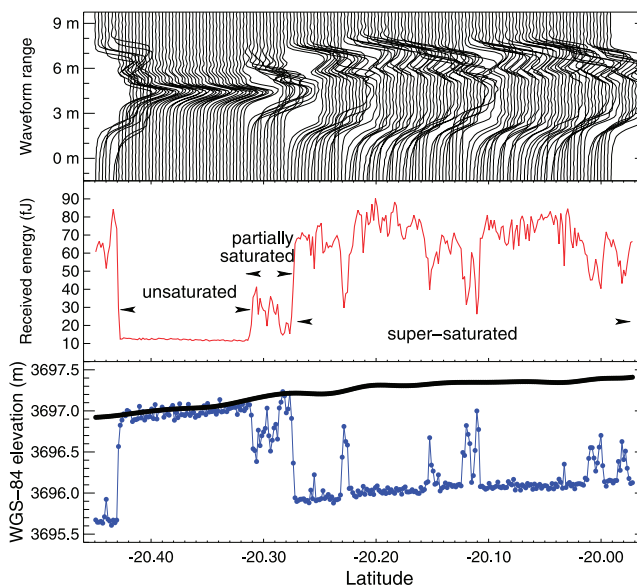 9 m
6 m
3 m
0 m
Waveform range
90
80
70
60
50
40
30
20
10
Received energy (fJ)
partially
saturated
unsaturated
super-saturated
3697.5
3697.0
3696.5
3696.0
3695.5
WGS-84 elevation (m)
-20.40 -20.30 -20.20 -20.10 -20.00
Latitude